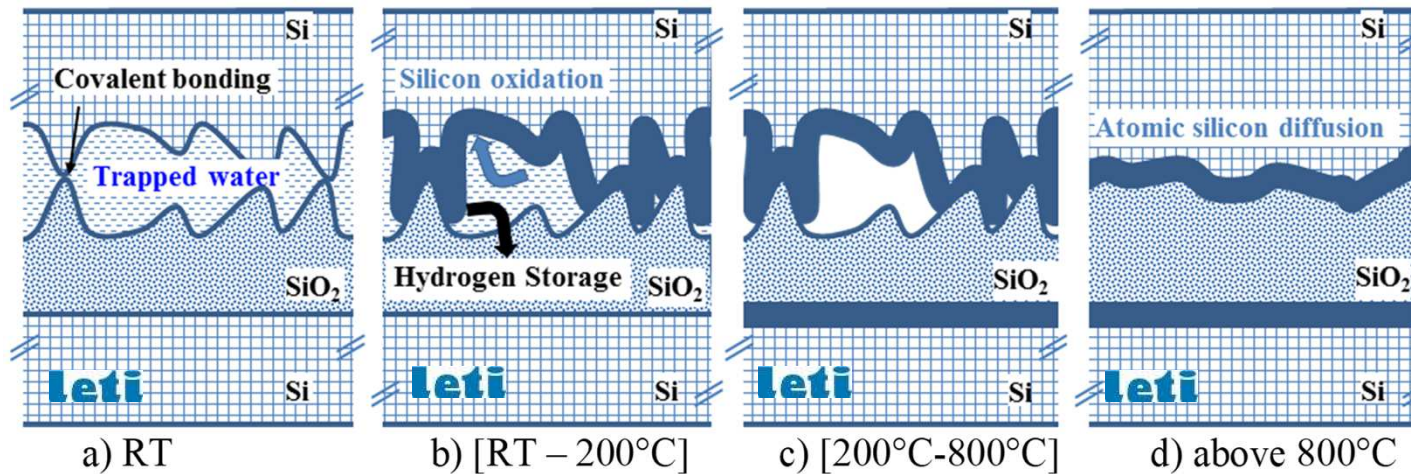 Si
Covalent bonding
Trapped water
SiO₂
leti
Si
a) RT
Si
Silicon oxidation
Hydrogen Storage
SiO₂
leti
Si
b) [RT – 200°C]
Si
SiO₂
leti
Si
c) [200°C-800°C]
Si
Atomic silicon diffusion
SiO₂
leti
Si
d) above 800°C